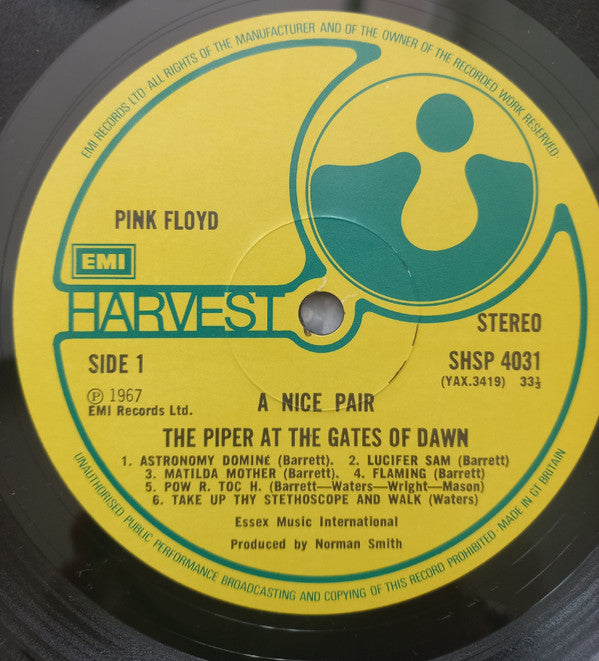 EMI RECORDS LTD·ALL RIGHTS OF THE MANUFACTURER AND OF THE OWNER OF THE RECORDED WORK RESERVED·
PINK FLOYD
EMI
HARVEST
STEREO
SIDE 1
SHSP 4031
(YAX.3419) 33⅓
Ⓟ 1967
EMI Records Ltd.
A NICE PAIR
THE PIPER AT THE GATES OF DAWN
1. ASTRONOMY DOMINÉ (Barrett). 2. LUCIFER SAM (Barrett)
3. MATILDA MOTHER (Barrett). 4. FLAMING (Barrett)
5. POW R. TOC H. (Barrett—Waters—Wright—Mason)
6. TAKE UP THY STETHOSCOPE AND WALK (Waters)
Essex Music International
Produced by Norman Smith
UNAUTHORISED PUBLIC PERFORMANCE BROADCASTING AND COPYING OF THIS RECORD PROHIBITED · MADE IN GT BRITAIN